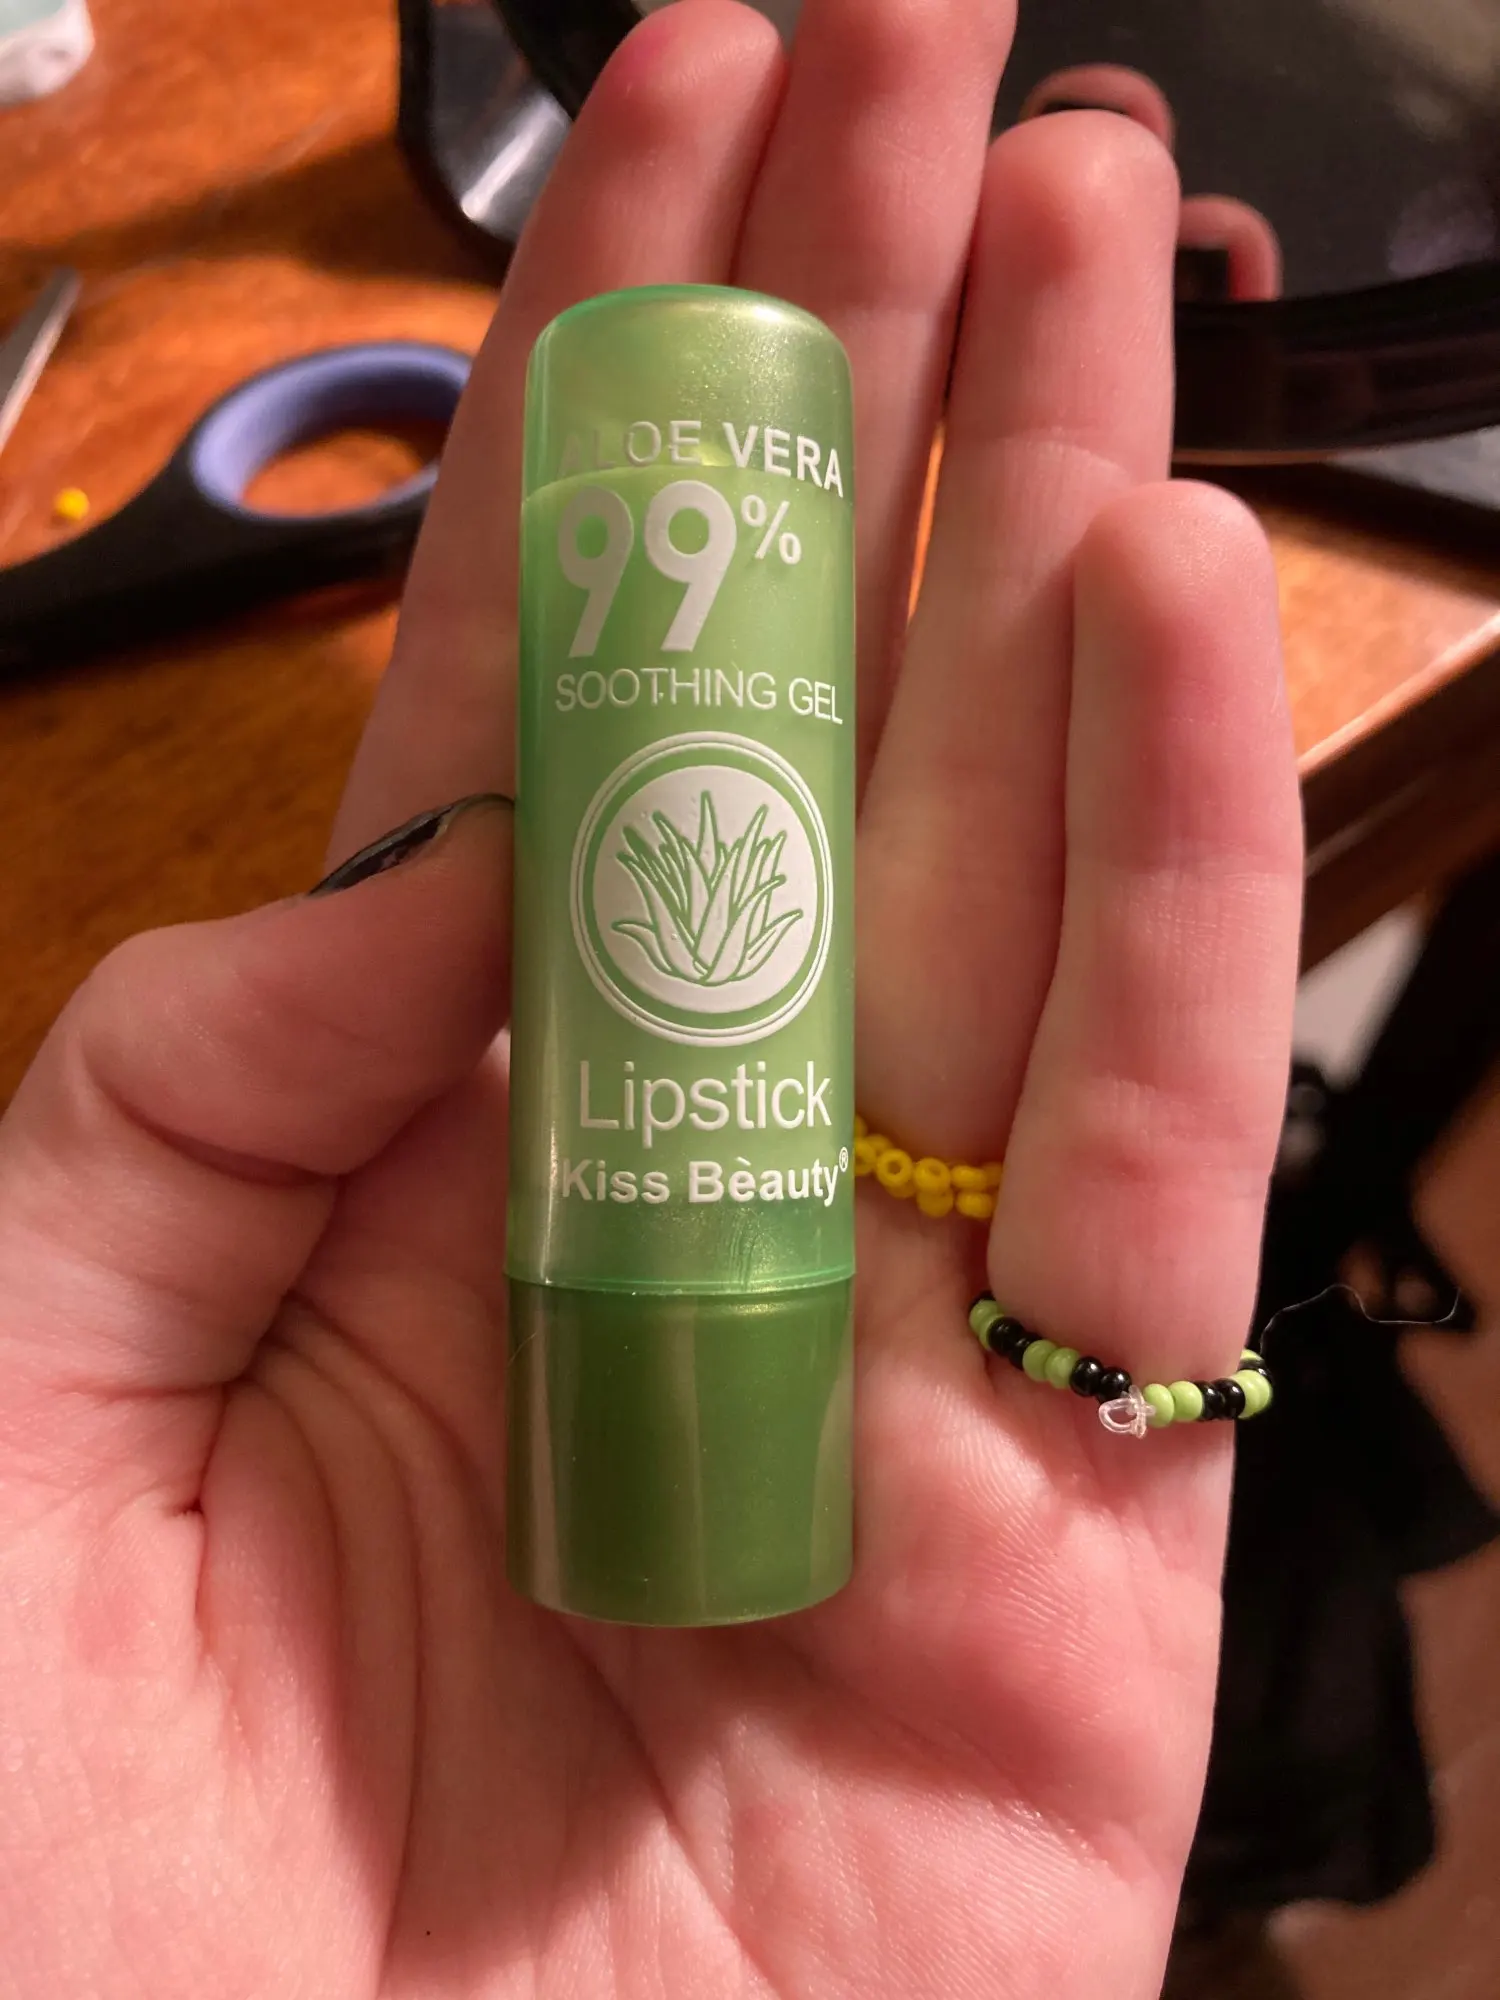 ALOE VERA
99%
SOOTHING GEL
Lipstick
Kiss Bèauty®